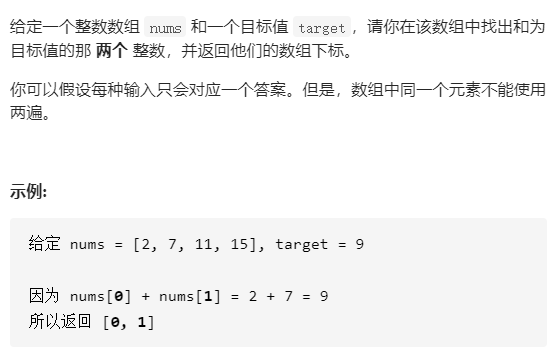 给定一个整数数组 nums 和一个目标值 target，请你在该数组中找出和为
目标值的那 两个 整数，并返回他们的数组下标。
你可以假设每种输入只会对应一个答案。但是，数组中同一个元素不能使用
两遍。
示例:
给定 nums = [2, 7, 11, 15], target = 9
因为 nums[0] + nums[1] = 2 + 7 = 9
所以返回 [0, 1]